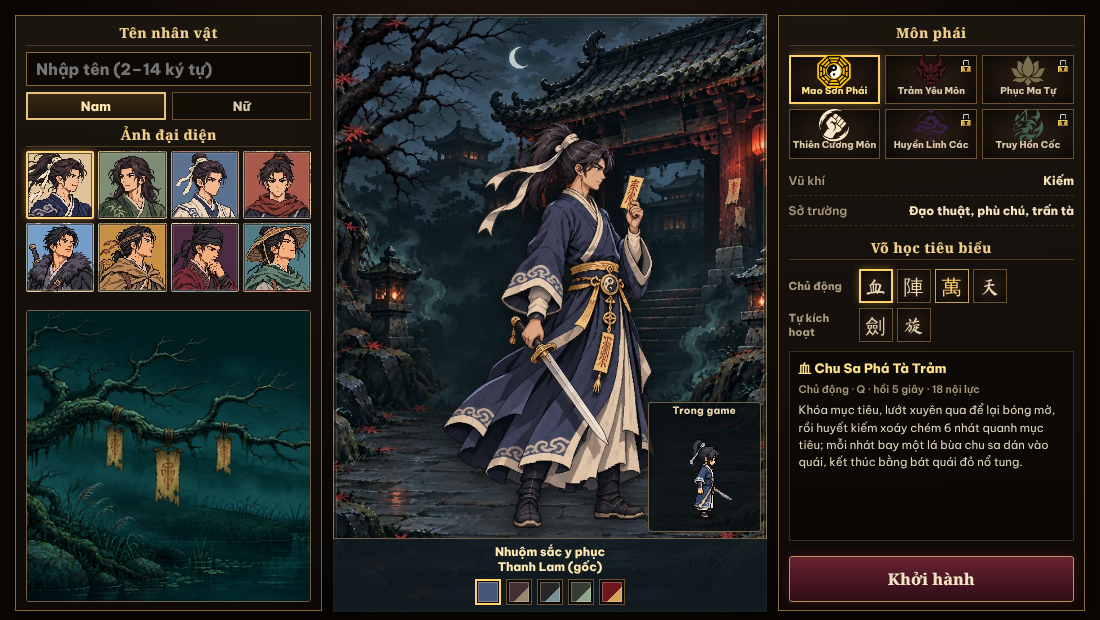 Tên nhân vật
Nhập tên (2–14 ký tự)
Nam
Nữ
Ảnh đại diện
Trong game
Nhuộm sắc y phục
Thanh Lam (gốc)
Môn phái
Mao Sơn Phái
Trảm Yêu Môn
Phục Ma Tự
Thiên Cương Môn
Huyền Linh Các
Truy Hồn Cốc
Vũ khí
Kiếm
Sở trường
Đạo thuật, phù chú, trấn tà
Võ học tiêu biểu
Chủ động
血 陣 萬 天
Tự kích
hoạt
劍 旋
血 Chu Sa Phá Tà Trảm
Chủ động · Q · hồi 5 giây · 18 nội lực
Khóa mục tiêu, lướt xuyên qua để lại bóng mờ,
rồi huyết kiếm xoáy chém 6 nhát quanh mục
tiêu; mỗi nhát bay một lá bùa chu sa dán vào
quái, kết thúc bằng bát quái đỏ nổ tung.
Khởi hành